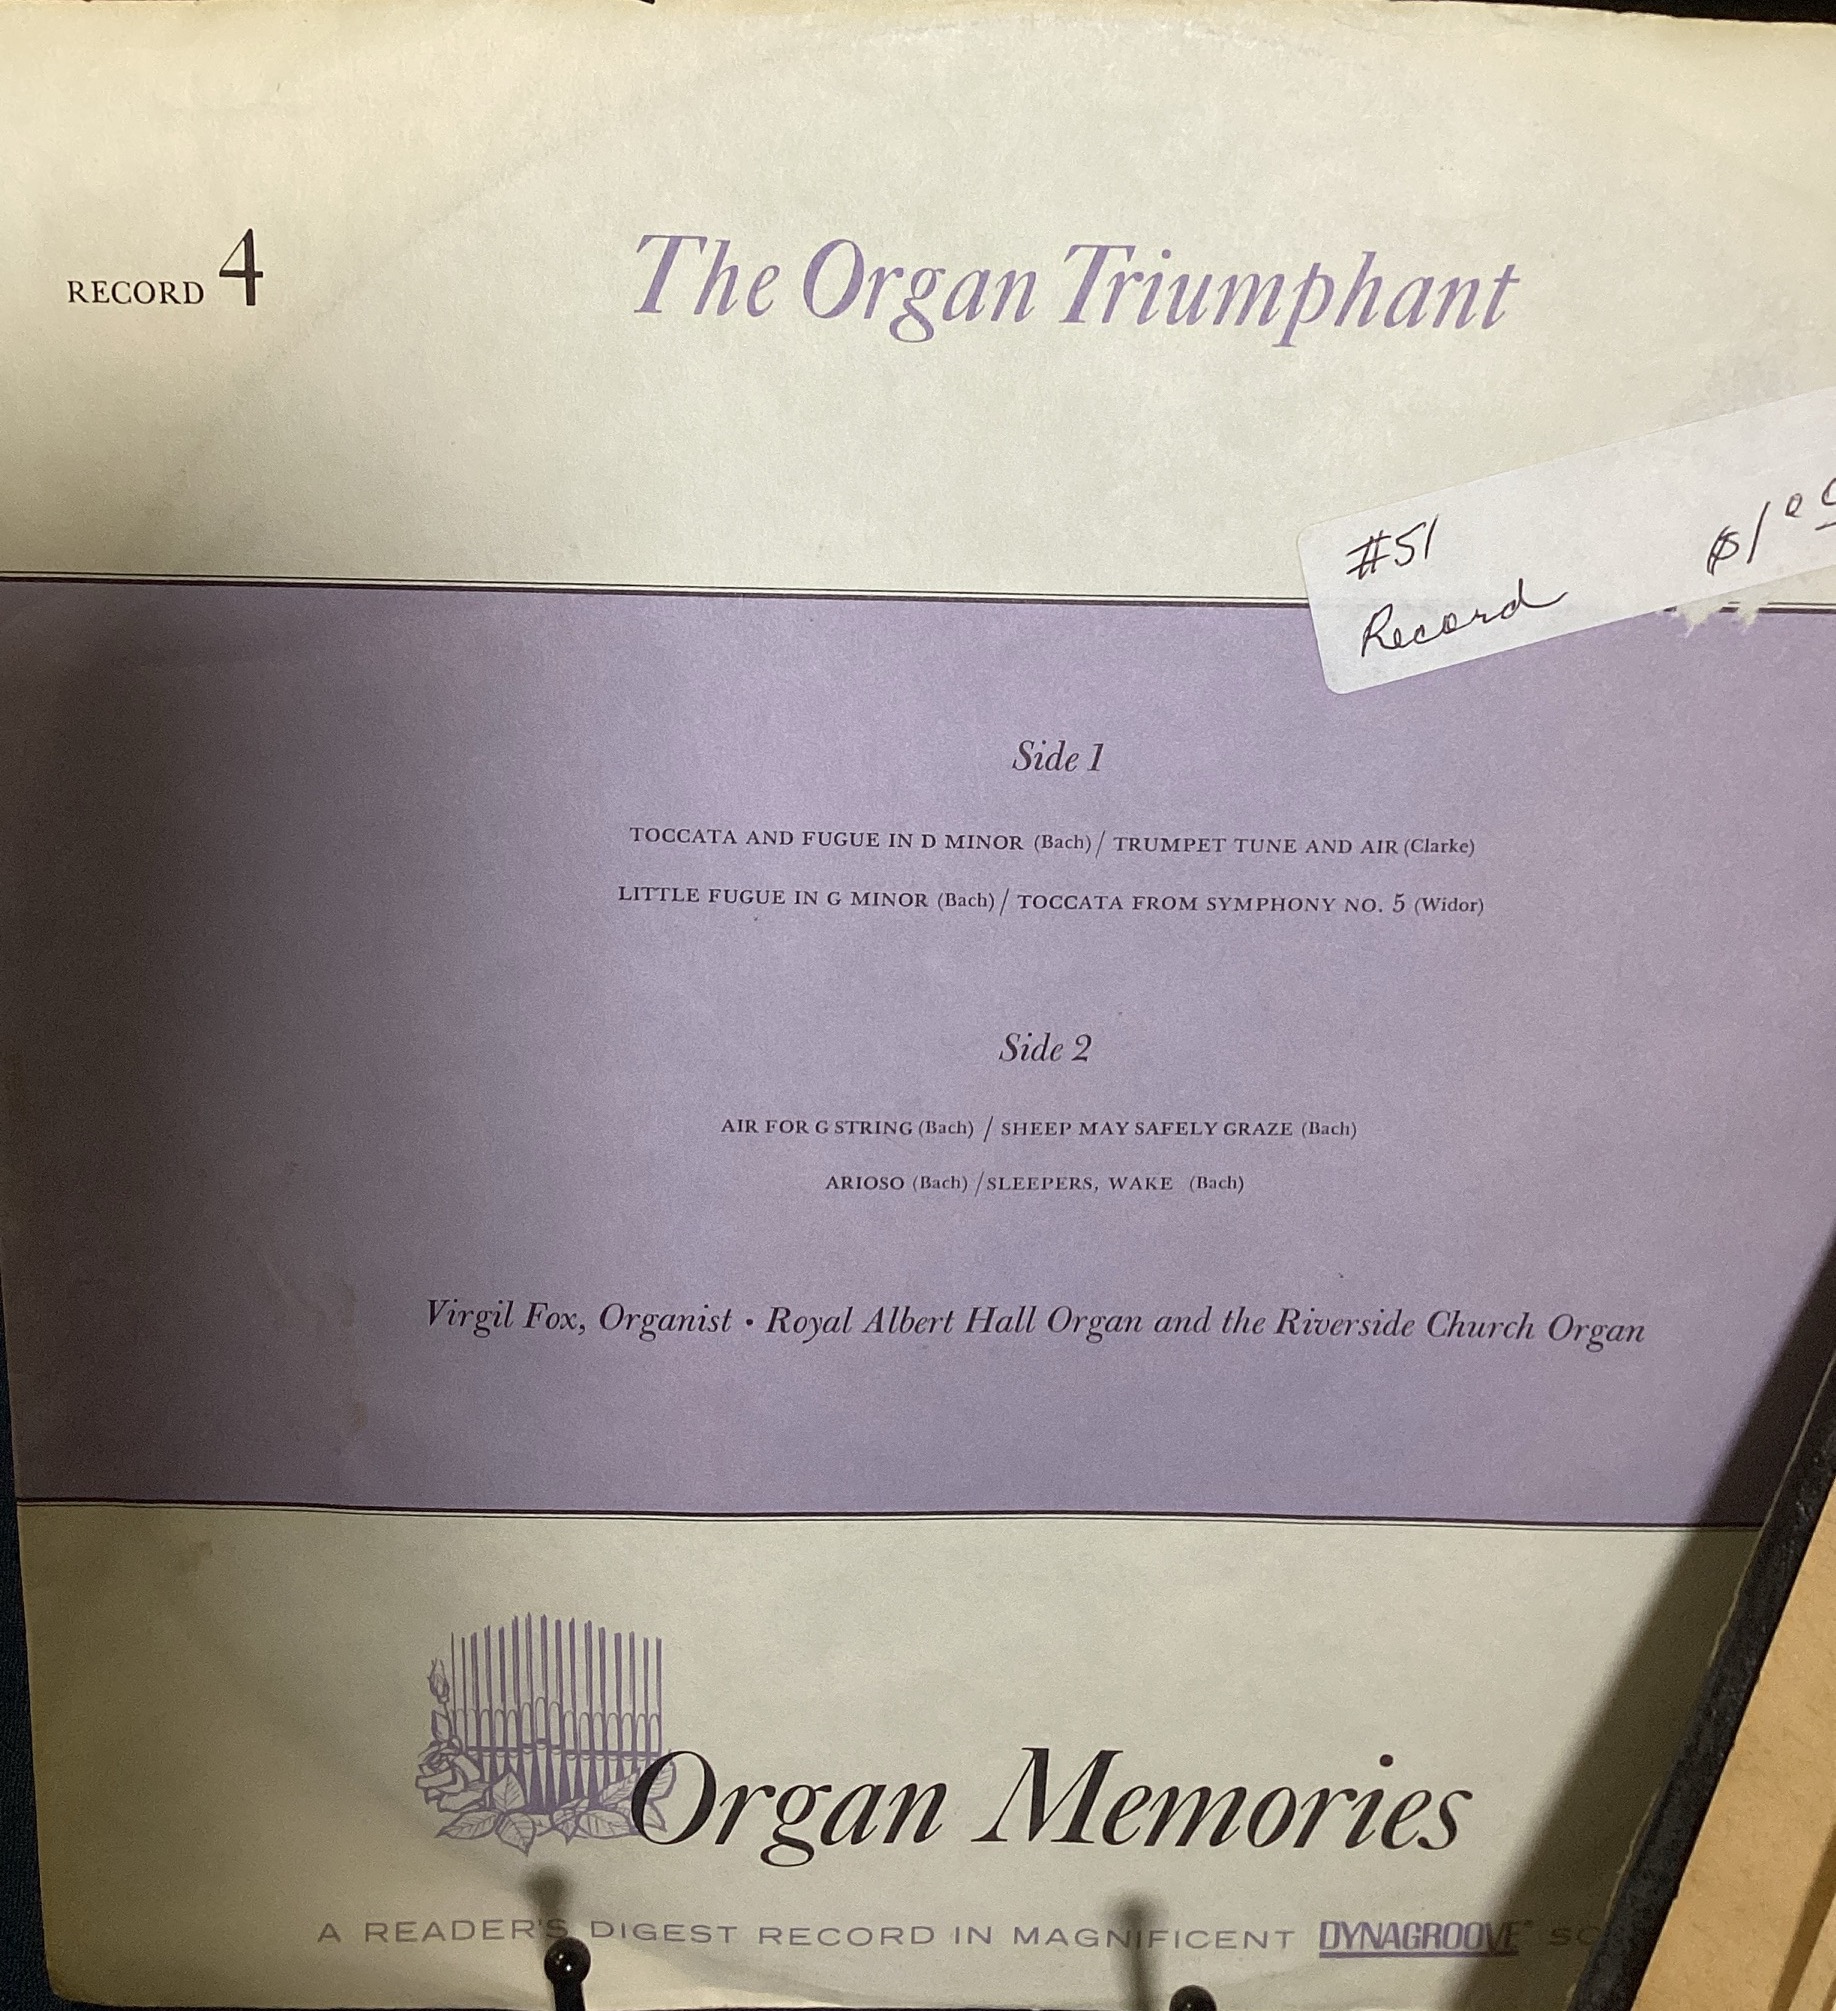 RECORD 4
The Organ Triumphant
#51
Record
Side 1
TOCCATA AND FUGUE IN D MINOR (Bach) / TRUMPET TUNE AND AIR (Clarke)
LITTLE FUGUE IN G MINOR (Bach) / TOCCATA FROM SYMPHONY NO. 5 (Widor)
Side 2
AIR FOR G STRING (Bach) / SHEEP MAY SAFELY GRAZE (Bach)
ARIOSO (Bach) / SLEEPERS, WAKE (Bach)
Virgil Fox, Organist • Royal Albert Hall Organ and the Riverside Church Organ
Organ Memories
A READER'S DIGEST RECORD IN MAGNIFICENT DYNAGROOVE